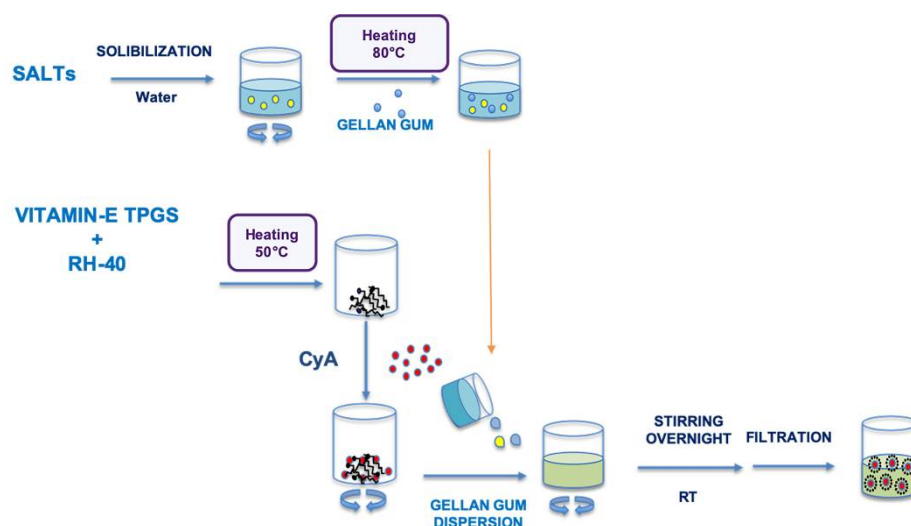 SOLIBILIZATION
SALTs
Water
Heating
80°C
GELLAN GUM
VITAMIN-E TPGS
+
RH-40
Heating
50°C
CyA
GELLAN GUM
DISPERSION
STIRRING
OVERNIGHT
RT
FILTRATION